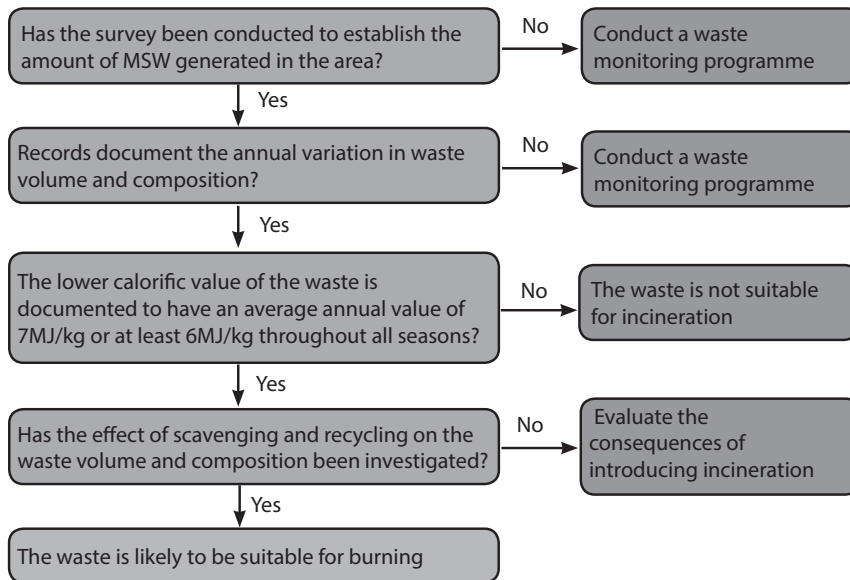 Has the survey been conducted to establish the
amount of MSW generated in the area?
No
Conduct a waste
monitoring programme
Yes
Records document the annual variation in waste
volume and composition?
No
Conduct a waste
monitoring programme
Yes
The lower calorific value of the waste is
documented to have an average annual value of
7MJ/kg or at least 6MJ/kg throughout all seasons?
No
The waste is not suitable
for incineration
Yes
Has the effect of scavenging and recycling on the
waste volume and composition been investigated?
No
Evaluate the
consequences of
introducing incineration
Yes
The waste is likely to be suitable for burning